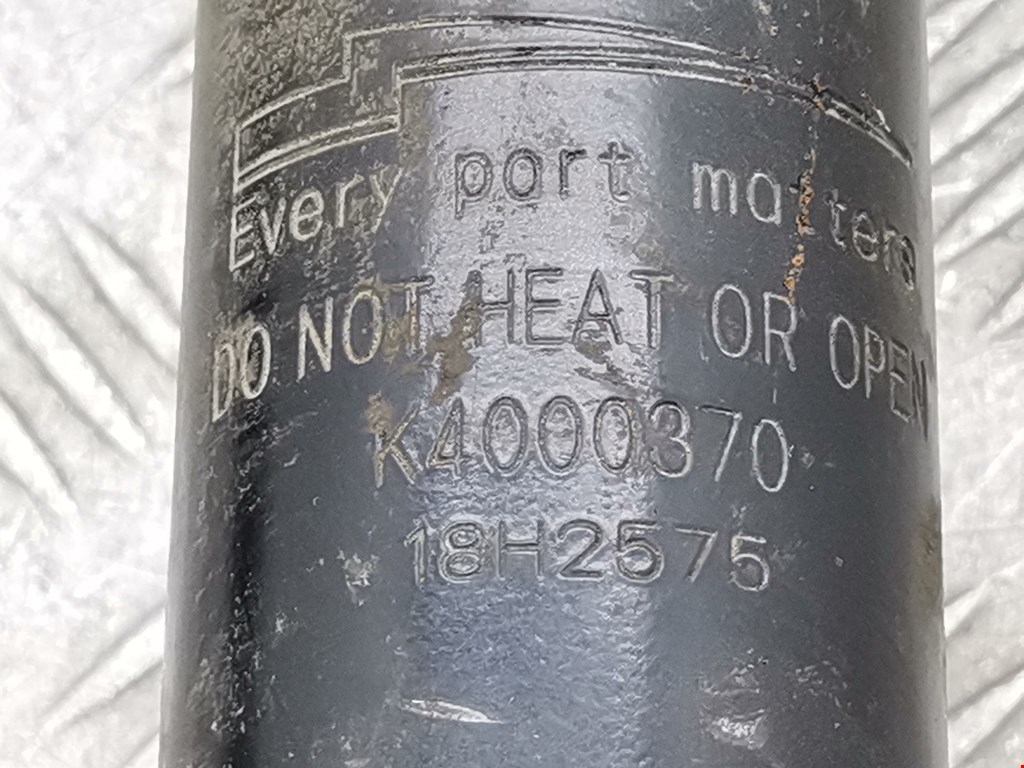 Every part matters
DO NOT HEAT OR OPEN
K4000370
18H2575